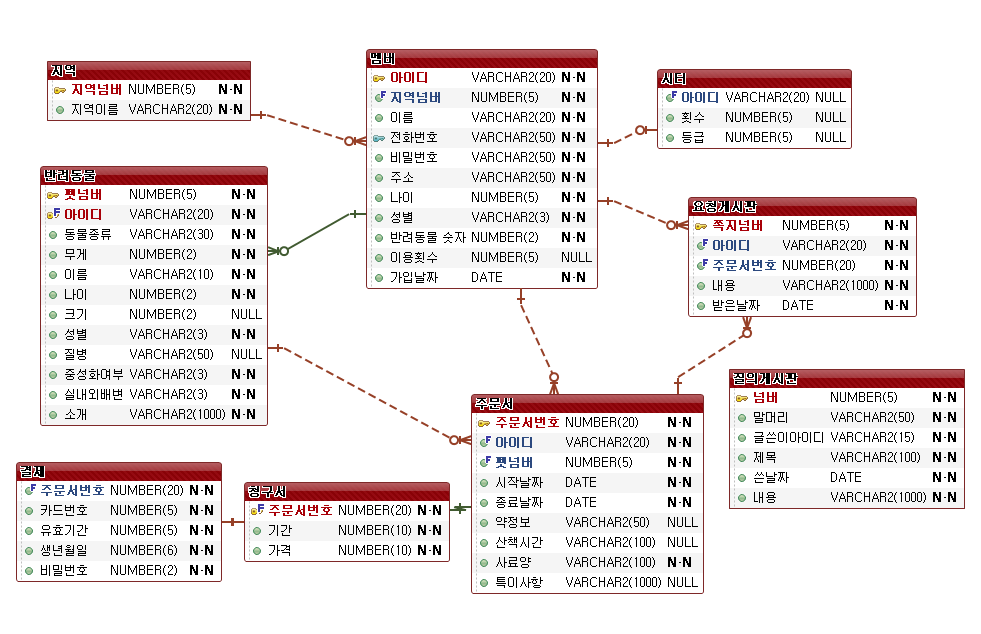 지역
지역넘버 NUMBER(5) N-N
지역이름 VARCHAR2(20) N-N
멤버
아이디 VARCHAR2(20) N-N
지역넘버 NUMBER(5) N-N
이름 VARCHAR2(20) N-N
전화번호 VARCHAR2(50) N-N
비밀번호 VARCHAR2(50) N-N
주소 VARCHAR2(50) N-N
나이 NUMBER(5) N-N
성별 VARCHAR2(3) N-N
반려동물 숫자 NUMBER(2) N-N
이용횟수 NUMBER(5) NULL
가입날짜 DATE N-N
시터
아이디 VARCHAR2(20) NULL
횟수 NUMBER(5) NULL
등급 NUMBER(5) NULL
반려동물
펫넘버 NUMBER(5) N-N
아이디 VARCHAR2(20) N-N
동물종류 VARCHAR2(30) N-N
무게 NUMBER(2) N-N
이름 VARCHAR2(10) N-N
나이 NUMBER(2) N-N
크기 NUMBER(2) NULL
성별 VARCHAR2(3) N-N
질병 VARCHAR2(50) NULL
중성화여부 VARCHAR2(3) N-N
실내외배변 VARCHAR2(3) N-N
소개 VARCHAR2(1000) N-N
요청게시판
쪽지넘버 NUMBER(5) N-N
아이디 VARCHAR2(20) N-N
주문서번호 NUMBER(20) N-N
내용 VARCHAR2(1000) N-N
받은날짜 DATE N-N
질의게시판
넘버 NUMBER(5) N-N
말머리 VARCHAR2(50) N-N
글쓴이아이디 VARCHAR2(15) N-N
제목 VARCHAR2(100) N-N
쓴날짜 DATE N-N
내용 VARCHAR2(1000) N-N
주문서
주문서번호 NUMBER(20) N-N
아이디 VARCHAR2(20) N-N
펫넘버 NUMBER(5) N-N
시작날짜 DATE N-N
종료날짜 DATE N-N
약정보 VARCHAR2(50) NULL
산책시간 VARCHAR2(100) NULL
사료양 VARCHAR2(100) N-N
특이사항 VARCHAR2(1000) NULL
결제
주문서번호 NUMBER(20) N-N
카드번호 NUMBER(5) N-N
유효기간 NUMBER(5) N-N
생년월일 NUMBER(6) N-N
비밀번호 NUMBER(2) N-N
청구서
주문서번호 NUMBER(20) N-N
기간 NUMBER(10) N-N
가격 NUMBER(10) N-N